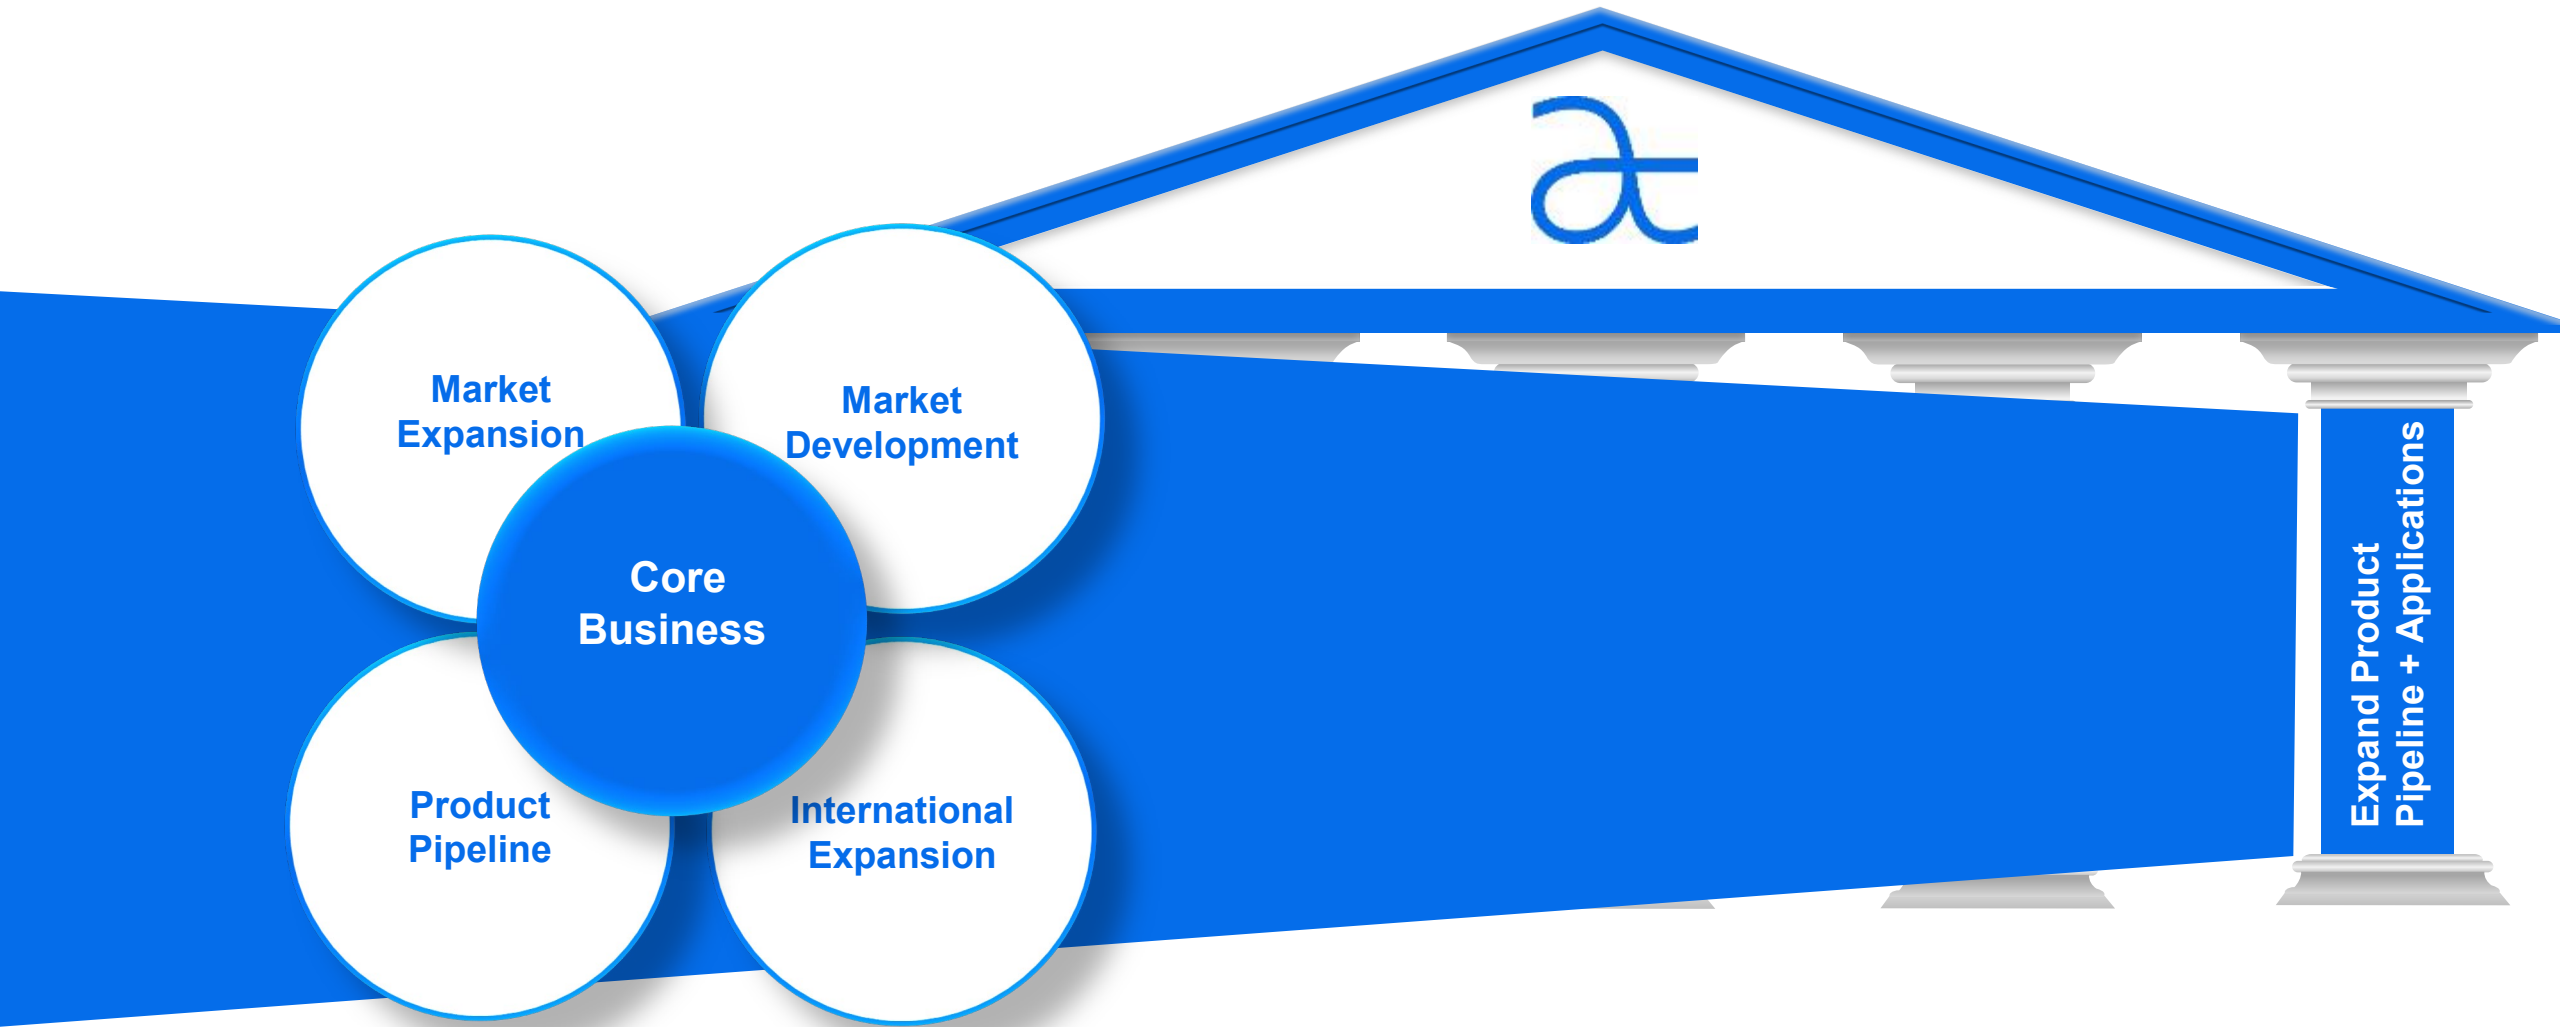 Market
Expansion
Market
Development
Core
Business
Product
Pipeline
International
Expansion
Expand Product
Pipeline + Applications